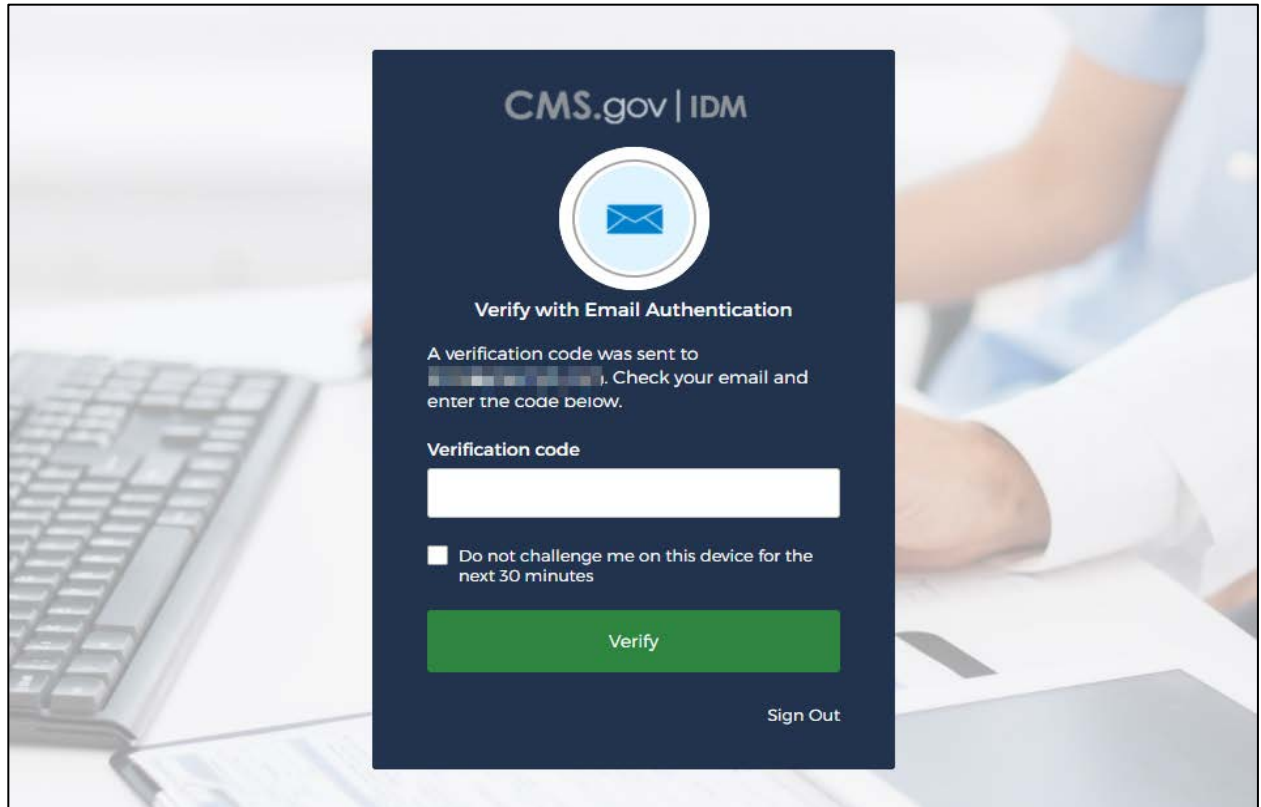 CMS.gov | IDM
Verify with Email Authentication
A verification code was sent to
. Check your email and
enter the code below.
Verification code
Do not challenge me on this device for the
next 30 minutes
Verify
Sign Out